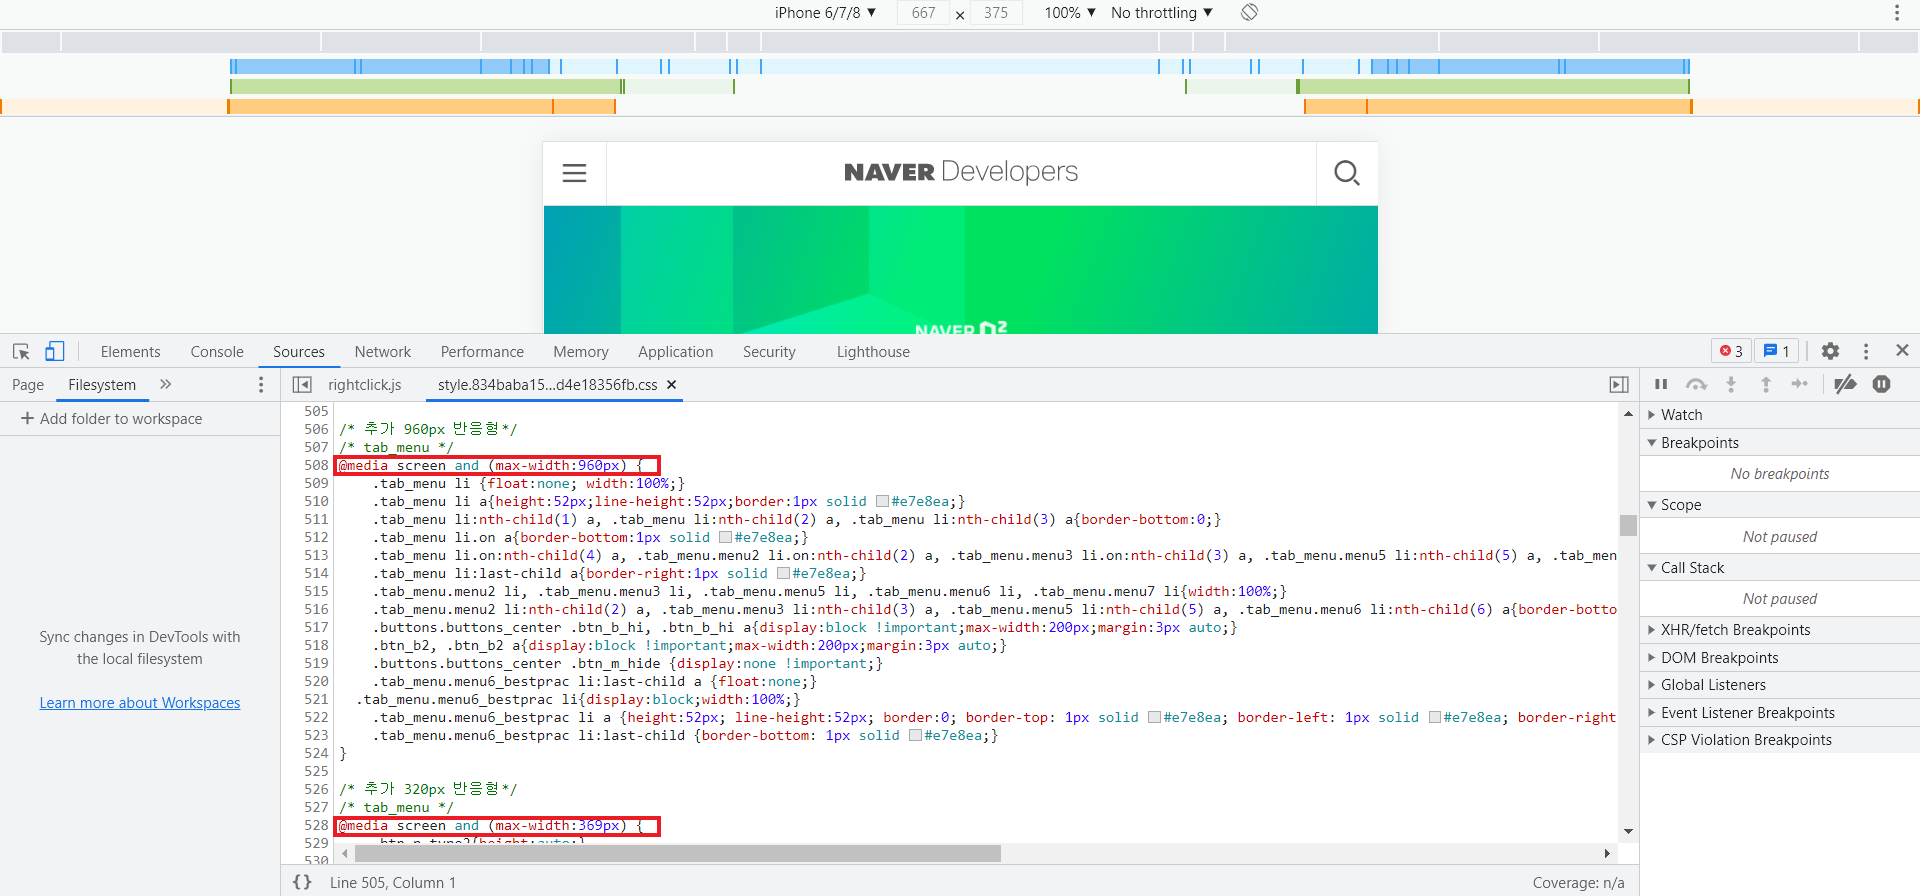 iPhone 6/7/8 ▼ 667 × 375 100% ▼ No throttling ▼
NAVER Developers
NAVER D2
Elements Console Sources Network Performance Memory Application Security Lighthouse 3 1
Page Filesystem » rightclick.js style.834baba15...d4e18356fb.css ×
+ Add folder to workspace
Sync changes in DevTools with
the local filesystem
Learn more about Workspaces
505
506 /* 추가 960px 반응형*/
507 /* tab_menu */
508 @media screen and (max-width:960px) {
509 .tab_menu li {float:none; width:100%;}
510 .tab_menu li a{height:52px;line-height:52px;border:1px solid #e7e8ea;}
511 .tab_menu li:nth-child(1) a, .tab_menu li:nth-child(2) a, .tab_menu li:nth-child(3) a{border-bottom:0;}
512 .tab_menu li.on a{border-bottom:1px solid #e7e8ea;}
513 .tab_menu li.on:nth-child(4) a, .tab_menu.menu2 li.on:nth-child(2) a, .tab_menu.menu3 li.on:nth-child(3) a, .tab_menu.menu5 li:nth-child(5) a, .tab_men
514 .tab_menu li:last-child a{border-right:1px solid #e7e8ea;}
515 .tab_menu.menu2 li, .tab_menu.menu3 li, .tab_menu.menu5 li, .tab_menu.menu6 li, .tab_menu.menu7 li{width:100%;}
516 .tab_menu.menu2 li:nth-child(2) a, .tab_menu.menu3 li:nth-child(3) a, .tab_menu.menu5 li:nth-child(5) a, .tab_menu.menu6 li:nth-child(6) a{border-botto
517 .buttons.buttons_center .btn_b_hi, .btn_b_hi a{display:block !important;max-width:200px;margin:3px auto;}
518 .btn_b2, .btn_b2 a{display:block !important;max-width:200px;margin:3px auto;}
519 .buttons.buttons_center .btn_m_hide {display:none !important;}
520 .tab_menu.menu6_bestprac li:last-child a {float:none;}
521 .tab_menu.menu6_bestprac li{display:block;width:100%;}
522 .tab_menu.menu6_bestprac li a {height:52px; line-height:52px; border:0; border-top: 1px solid #e7e8ea; border-left: 1px solid #e7e8ea; border-right
523 .tab_menu.menu6_bestprac li:last-child {border-bottom: 1px solid #e7e8ea;}
524 }
525
526 /* 추가 320px 반응형*/
527 /* tab_menu */
528 @media screen and (max-width:369px) {
529 .btn_n.type2{height:auto;}
530
{} Line 505, Column 1 Coverage: n/a
Watch
Breakpoints
No breakpoints
Scope
Not paused
Call Stack
Not paused
XHR/fetch Breakpoints
DOM Breakpoints
Global Listeners
Event Listener Breakpoints
CSP Violation Breakpoints